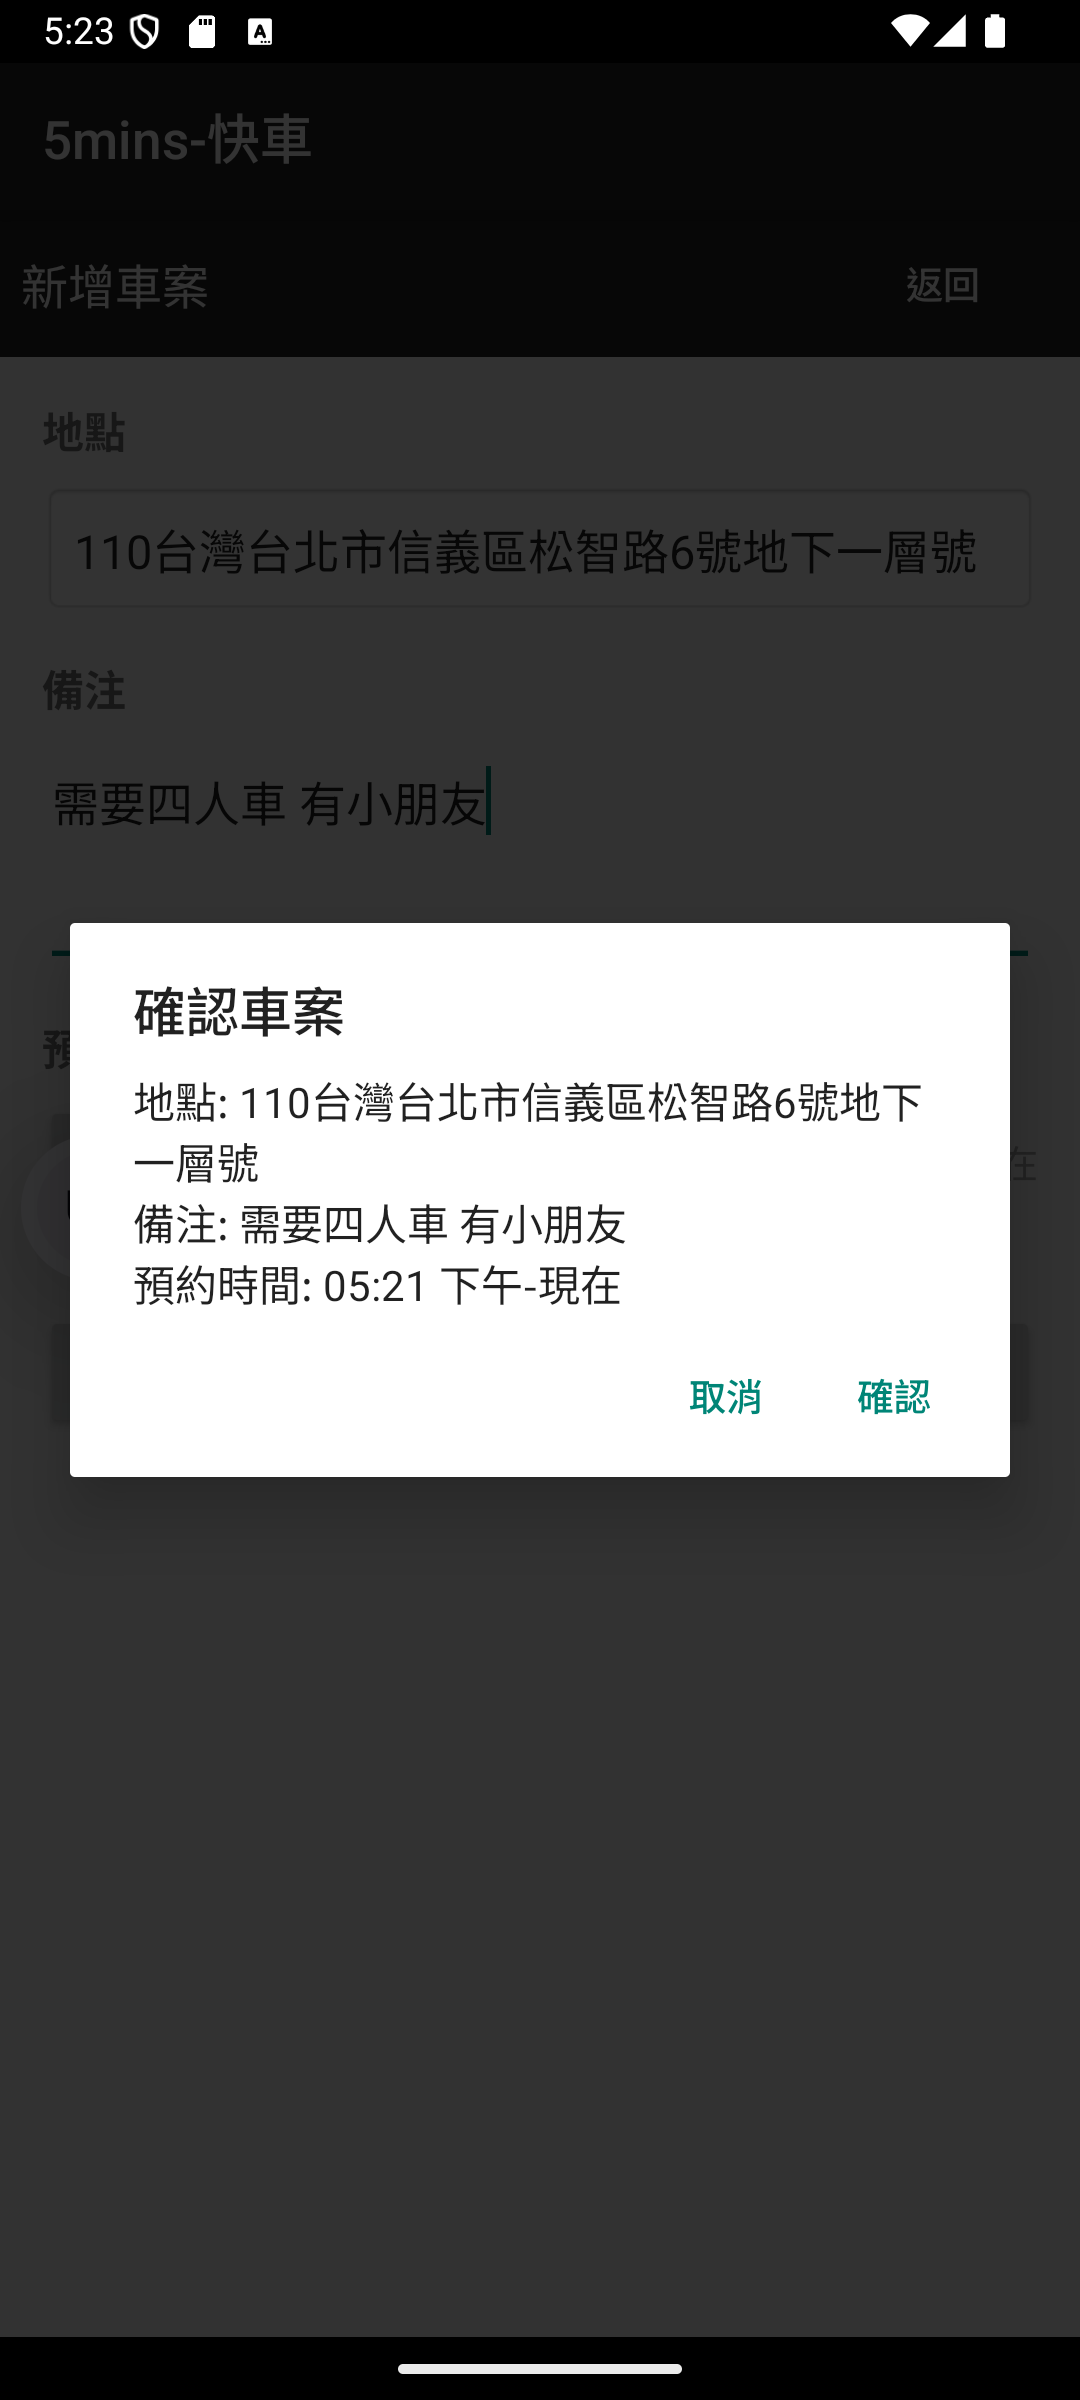 5:23
5mins-快車
新增車案
返回
地點
110台灣台北市信義區松智路6號地下一層號
備注
需要四人車 有小朋友
預
確認車案
地點: 110台灣台北市信義區松智路6號地下
一層號
備注: 需要四人車 有小朋友
預約時間: 05:21 下午-現在
在
取消
確認